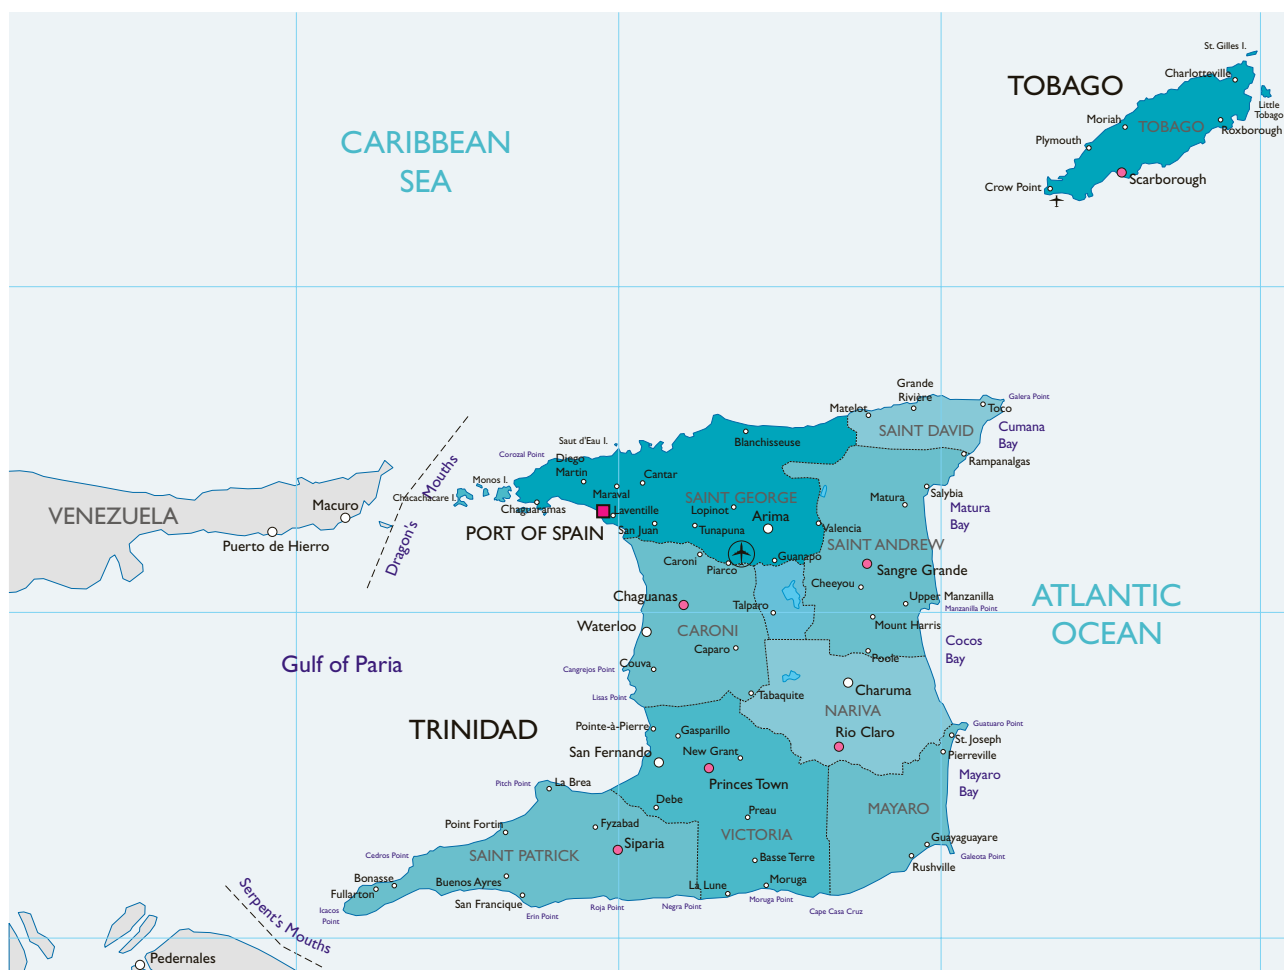 St. Gilles I.
Charlotteville
TOBAGO
Little
Tobago
Moriah
TOBAGO
Roxborough
Plymouth
Scarborough
Crow Point
CARIBBEAN
SEA
Grande
Rivière
Galera Point
Matelot
Toco
SAINT DAVID
Cumana
Bay
Blanchisseuse
Saut d'Eau I.
Corozal Point
Diego
Martin
Rampanalgas
Cantar
Monos I.
Maraval
Chacachacare I.
SAINT GEORGE
Salybia
Matura
Matura
Bay
Chaguaramas
Laventille
Lopinot
Arima
Macuro
VENEZUELA
PORT OF SPAIN
San Juan
Tunapuna
Valencia
Puerto de Hierro
Dragon's
Mouths
SAINT ANDREW
Caroni
Piarco
Guanapo
Sangre Grande
Cheeyou
Chaguanas
Talparo
Upper Manzanilla
Manzanilla Point
ATLANTIC
OCEAN
Waterloo
CARONI
Mount Harris
Cocos
Bay
Caparo
Poole
Gulf of Paria
Cangrejos Point
Couva
Lisas Point
Tabaquite
Charuma
NARIVA
TRINIDAD
Pointe-à-Pierre
Gasparillo
Rio Claro
Guatuaro Point
St. Joseph
San Fernando
New Grant
Pierreville
Mayaro
Bay
Pitch Point
La Brea
Princes Town
Debe
Preau
MAYARO
Point Fortin
Fyzabad
VICTORIA
Siparia
Guayaguayare
Galeota Point
Cedros Point
SAINT PATRICK
Basse Terre
Rushville
Bonasse
Buenos Ayres
Fullarton
La Lune
Moruga
San Francique
Icacos
Point
Erin Point
Roja Point
Negra Point
Moruga Point
Cape Casa Cruz
Serpent's Mouths
Pedernales